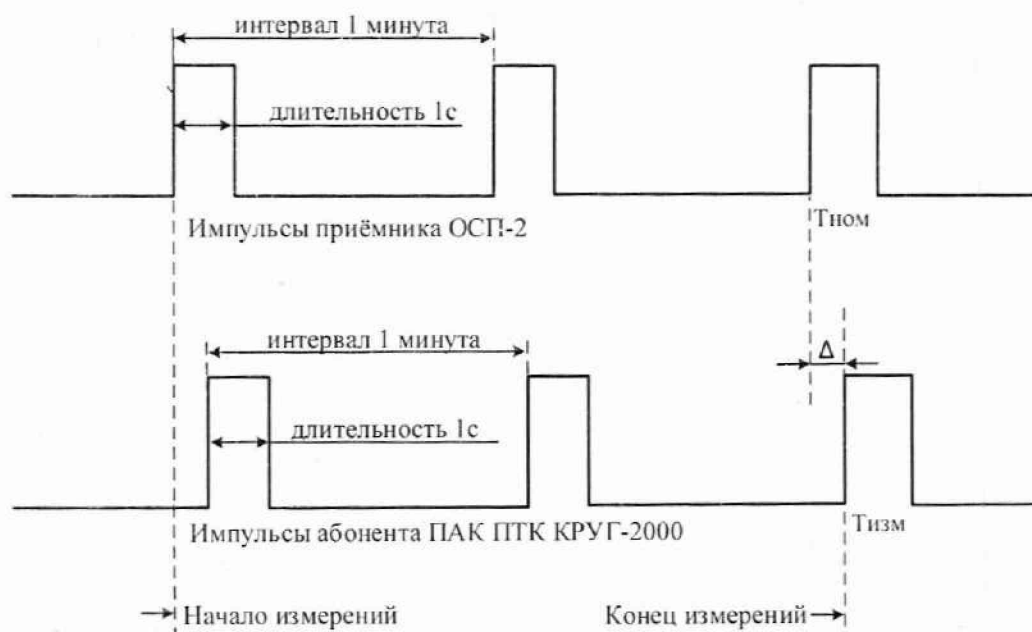 интервал 1 минута
длительность 1с
Импульсы приёмника ОСП-2
Тном
интервал 1 минута
Δ
длительность 1с
Импульсы абонента ПАК ПТК КРУГ-2000
Тизм
Начало измерений
Конец измерений